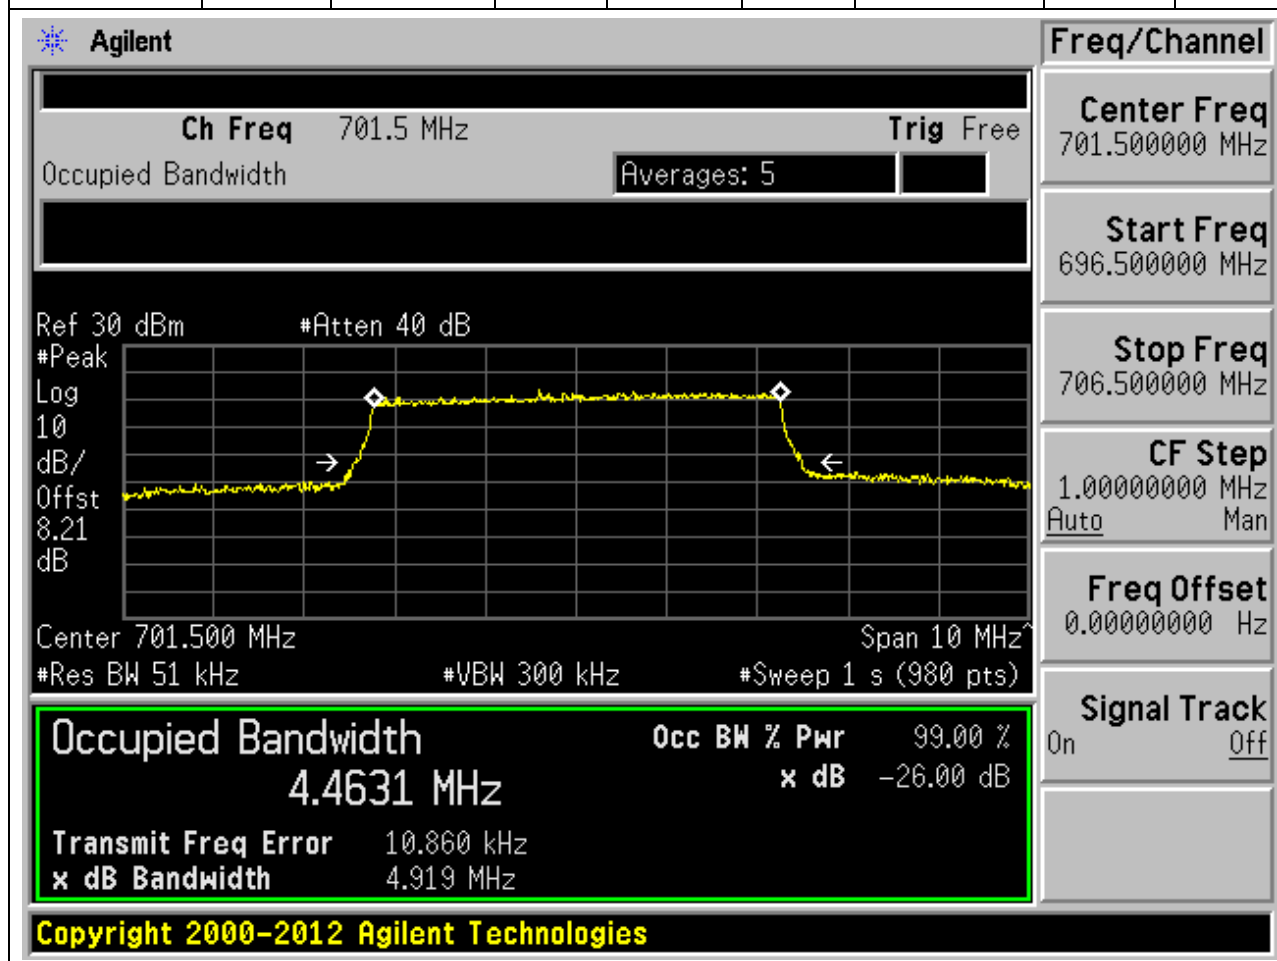 Agilent
Freq/Channel
Ch Freq 701.5 MHz Trig Free
Occupied Bandwidth Averages: 5
Center Freq
701.500000 MHz
Start Freq
696.500000 MHz
Stop Freq
706.500000 MHz
CF Step
1.00000000 MHz
Auto Man
Freq Offset
0.00000000 Hz
Signal Track
On Off
Ref 30 dBm #Atten 40 dB
#Peak
Log
10
dB/
Offst
8.21
dB
Center 701.500 MHz Span 10 MHz^
#Res BW 51 kHz #VBW 300 kHz #Sweep 1 s (980 pts)
Occupied Bandwidth Occ BW % Pwr 99.00 %
4.4631 MHz x dB -26.00 dB
Transmit Freq Error 10.860 kHz
x dB Bandwidth 4.919 MHz
Copyright 2000-2012 Agilent Technologies